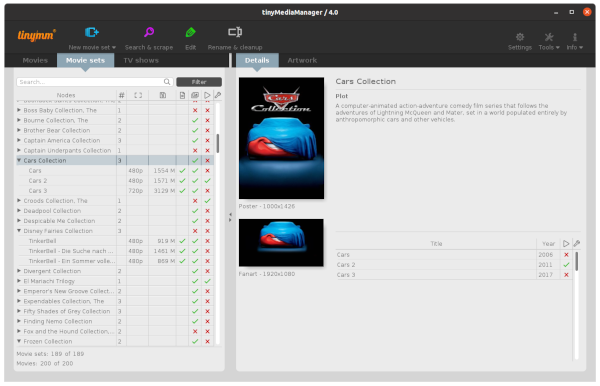 tinyMediaManager / 4.0
tinymm
New movie set
Search & scrape
Edit
Rename & cleanup
Settings
Tools
Info
Movies
Movie sets
TV shows
Details
Artwork
Search...
Filter
Nodes #
Boss Baby Collection, The 1
Bourne Collection, The 2
Brother Bear Collection 2
Captain America Collection 3
Captain Underpants Collection 1
Cars Collection 3
Cars 480p 1554 M
Cars 2 480p 1571 M
Cars 3 720p 3129 M
Croods Collection, The 1
Deadpool Collection 2
Despicable Me Collection 2
Disney Fairies Collection 3
TinkerBell 480p 919 M
TinkerBell - Die Suche nach ... 480p 1461 M
TinkerBell - Ein Sommer volle... 480p 969 M
Divergent Collection 2
El Mariachi Trilogy 1
Emperor's New Groove Collect... 2
Expendables Collection, The 3
Fifty Shades of Grey Collection 3
Finding Nemo Collection 2
Fox and the Hound Collection,... 1
Frozen Collection 2
Movie sets: 189 of 189
Movies: 200 of 200
Cars
Collection
Poster - 1000x1426
Fanart - 1920x1080
Cars Collection
Plot
A computer-animated action-adventure comedy film series that follows the
adventures of Lightning McQueen and Mater, set in a world populated entirely by
anthropomorphic cars and other vehicles.
Title Year
Cars 2006
Cars 2 2011
Cars 3 2017